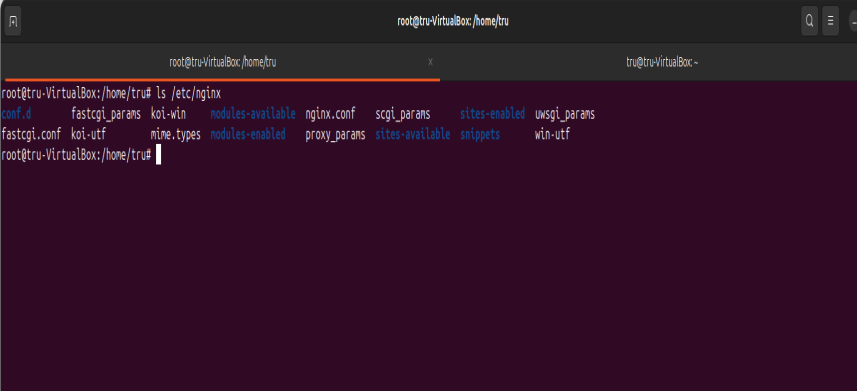 root@tru-VirtualBox: /home/tru
root@tru-VirtualBox: /home/tru x tru@tru-VirtualBox: ~
root@tru-VirtualBox:/home/tru# ls /etc/nginx
conf.d fastcgi_params koi-win modules-available nginx.conf scgi_params sites-enabled uwsgi_params
fastcgi.conf koi-utf mime.types modules-enabled proxy_params sites-available snippets win-utf
root@tru-VirtualBox:/home/tru#